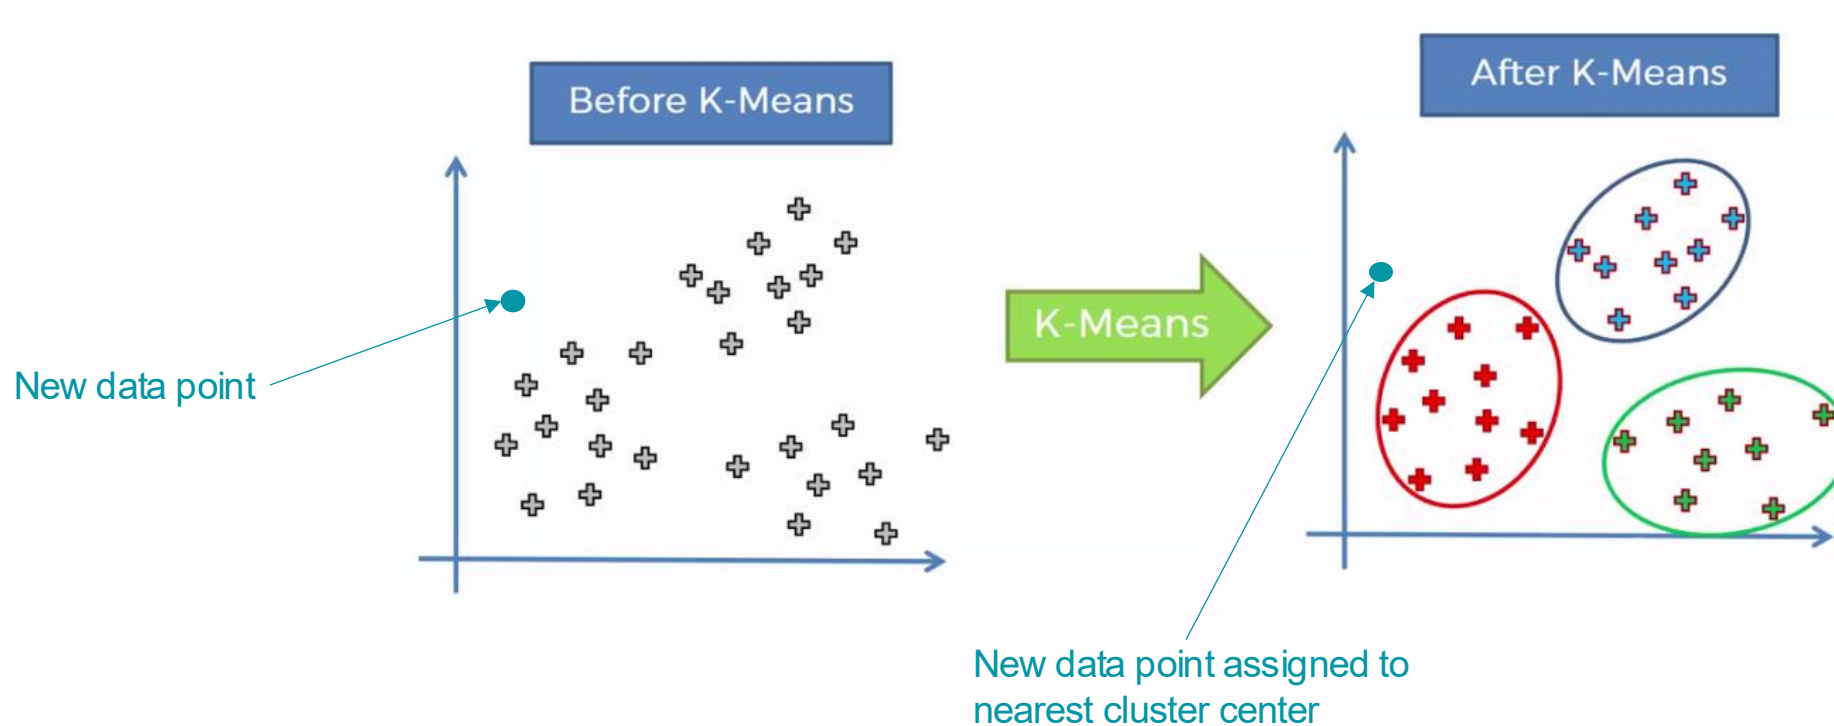 Before K-Means
After K-Means
K-Means
New data point
New data point assigned to
nearest cluster center